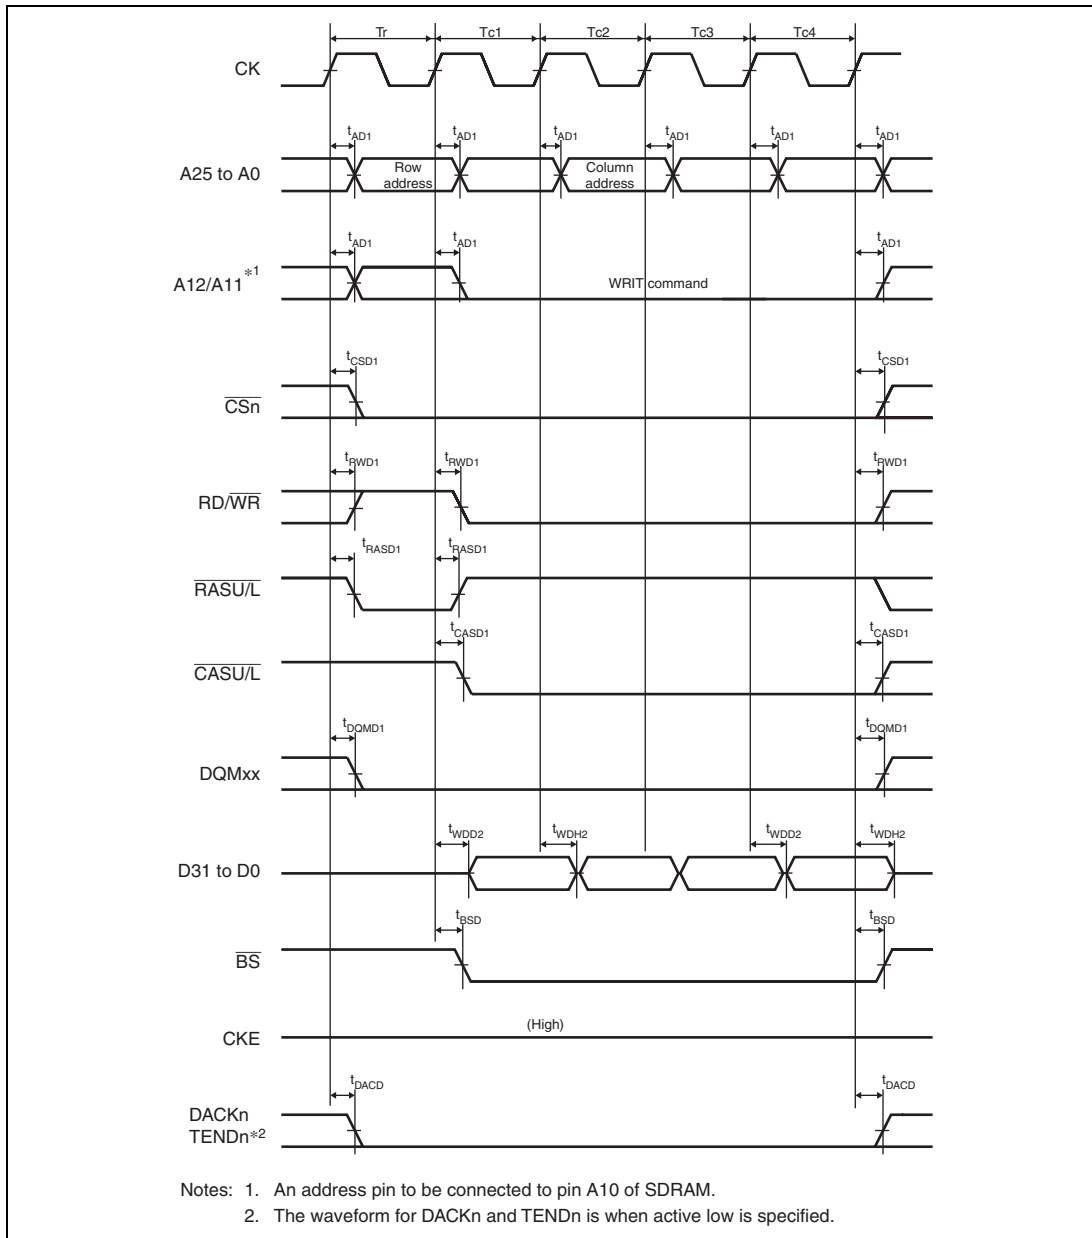 Tr Tc1 Tc2 Tc3 Tc4
CK
tAD1 tAD1 tAD1 tAD1 tAD1 tAD1
A25 to A0
Row address
Column address
tAD1 tAD1 tAD1
A12/A11*1
WRIT command
tCSD1 tCSD1
CSn
tRWD1 tRWD1 tRWD1
RD/WR
tRASD1 tRASD1
RASU/L
tCASD1 tCASD1
CASU/L
tDQMD1 tDQMD1
DQMxx
tWDD2 tWDH2 tWDD2 tWDH2
D31 to D0
tBSD tBSD
BS
(High)
CKE
tDACD tDACD
DACKn
TENDn*2
Notes: 1. An address pin to be connected to pin A10 of SDRAM.
2. The waveform for DACKn and TENDn is when active low is specified.